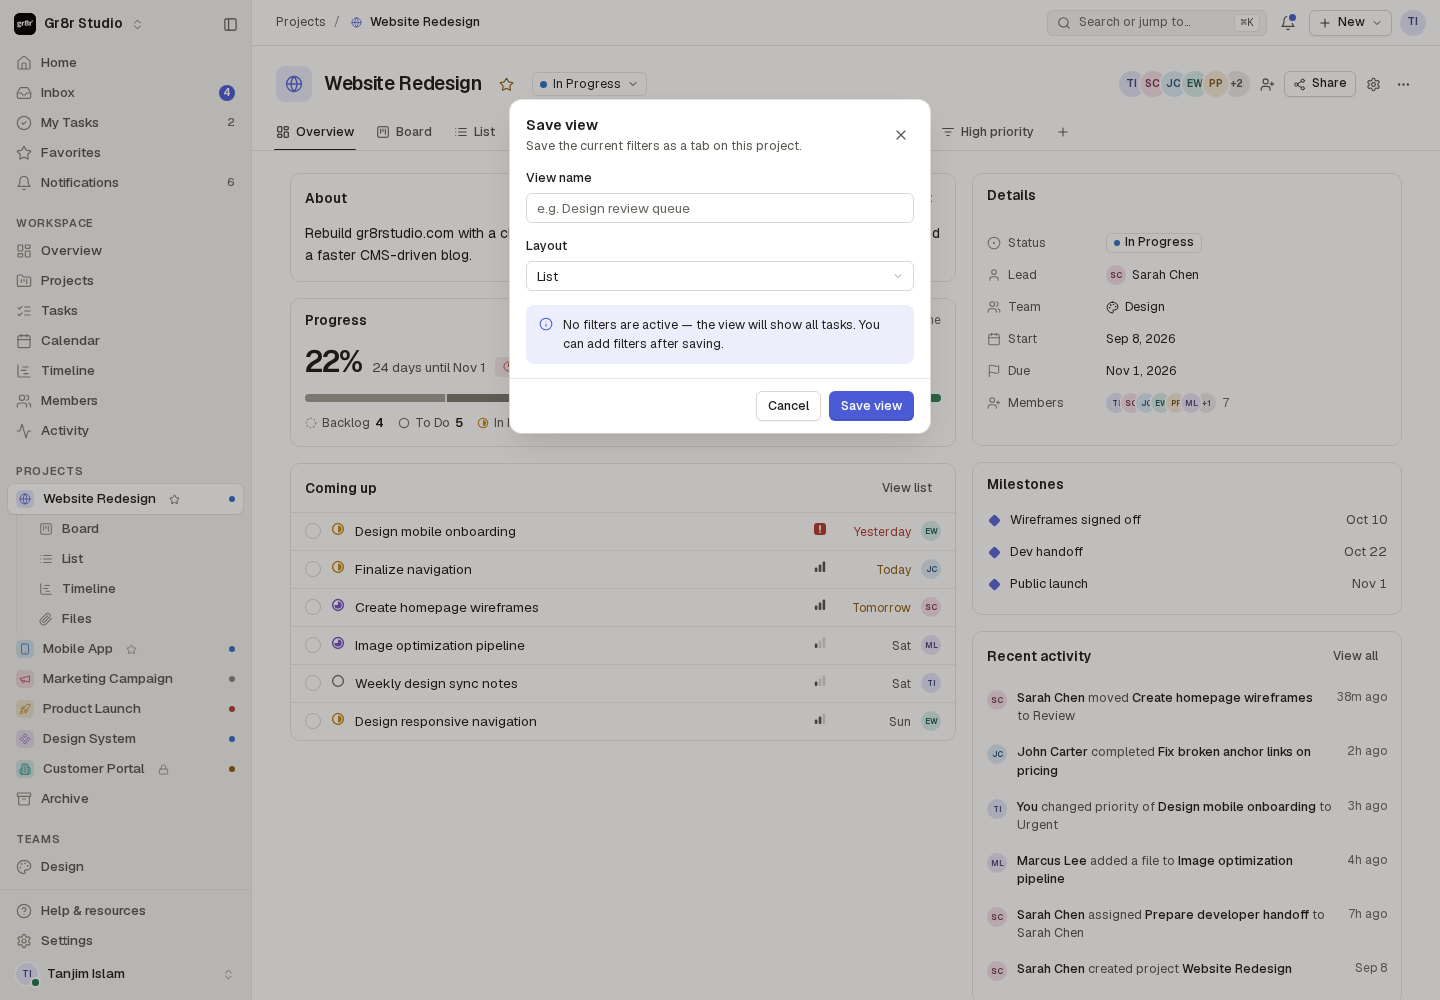 gr8r Gr8r Studio
Home
Inbox 4
My Tasks 2
Favorites
Notifications 6
WORKSPACE
Overview
Projects
Tasks
Calendar
Timeline
Members
Activity
PROJECTS
Website Redesign
Board
List
Timeline
Files
Mobile App
Marketing Campaign
Product Launch
Design System
Customer Portal
Archive
TEAMS
Design
Help & resources
Settings
TI Tanjim Islam
Projects / Website Redesign
Search or jump to... ⌘K
New
TI
Website Redesign
In Progress
TI SC JC EW PP +2
Share
Overview
Board
List
High priority
Save view
Save the current filters as a tab on this project.
View name
e.g. Design review queue
Layout
List
No filters are active — the view will show all tasks. You
can add filters after saving.
Cancel
Save view
About
Rebuild gr8rstudio.com with a
a faster CMS-driven blog.
Progress
22% 24 days until Nov 1
Backlog 4
To Do 5
Coming up
View list
Design mobile onboarding Yesterday EW
Finalize navigation Today JC
Create homepage wireframes Tomorrow SC
Image optimization pipeline Sat ML
Weekly design sync notes Sat TI
Design responsive navigation Sun EW
Details
Status In Progress
Lead SC Sarah Chen
Team Design
Start Sep 8, 2026
Due Nov 1, 2026
Members ML +1 7
Milestones
Wireframes signed off Oct 10
Dev handoff Oct 22
Public launch Nov 1
Recent activity
View all
SC Sarah Chen moved Create homepage wireframes 38m ago
to Review
JC John Carter completed Fix broken anchor links on 2h ago
pricing
TI You changed priority of Design mobile onboarding to 3h ago
Urgent
ML Marcus Lee added a file to Image optimization 4h ago
pipeline
SC Sarah Chen assigned Prepare developer handoff to 7h ago
Sarah Chen
SC Sarah Chen created project Website Redesign Sep 8